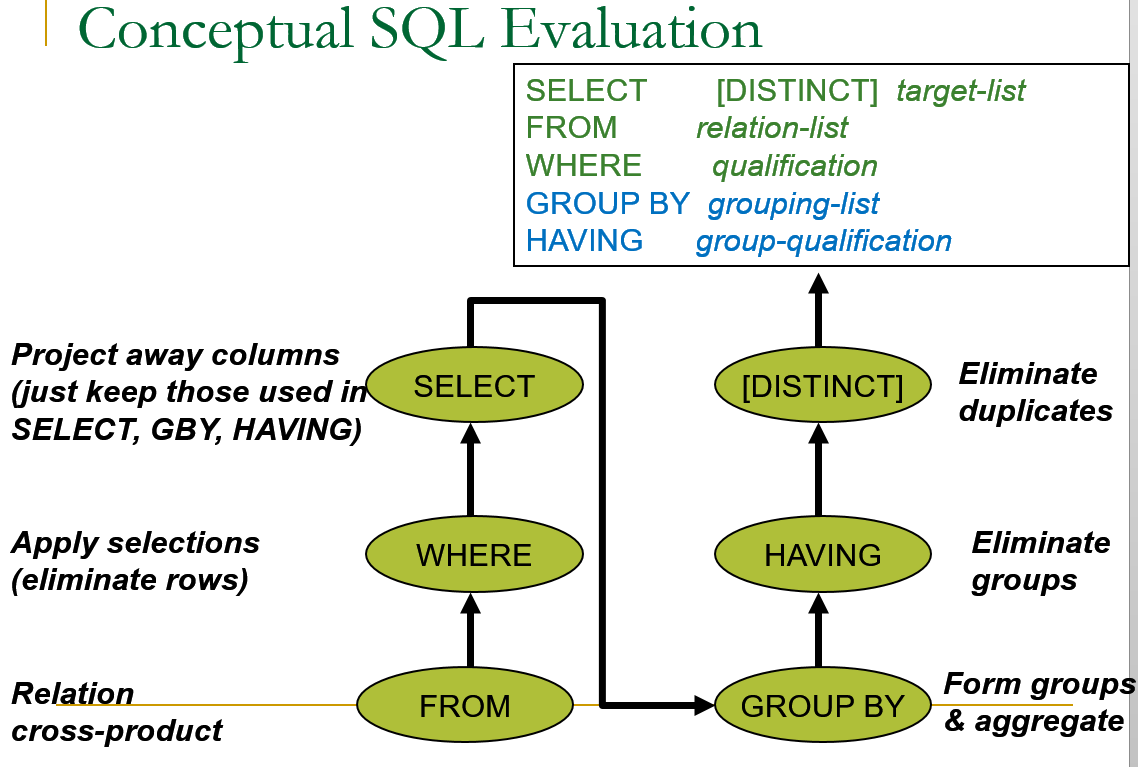 Conceptual SQL Evaluation
SELECT [DISTINCT] target-list
FROM relation-list
WHERE qualification
GROUP BY grouping-list
HAVING group-qualification
Project away columns
(just keep those used in
SELECT, GBY, HAVING)
SELECT
[DISTINCT]
Eliminate
duplicates
Apply selections
(eliminate rows)
WHERE
HAVING
Eliminate
groups
Relation
cross-product
FROM
GROUP BY
Form groups
& aggregate